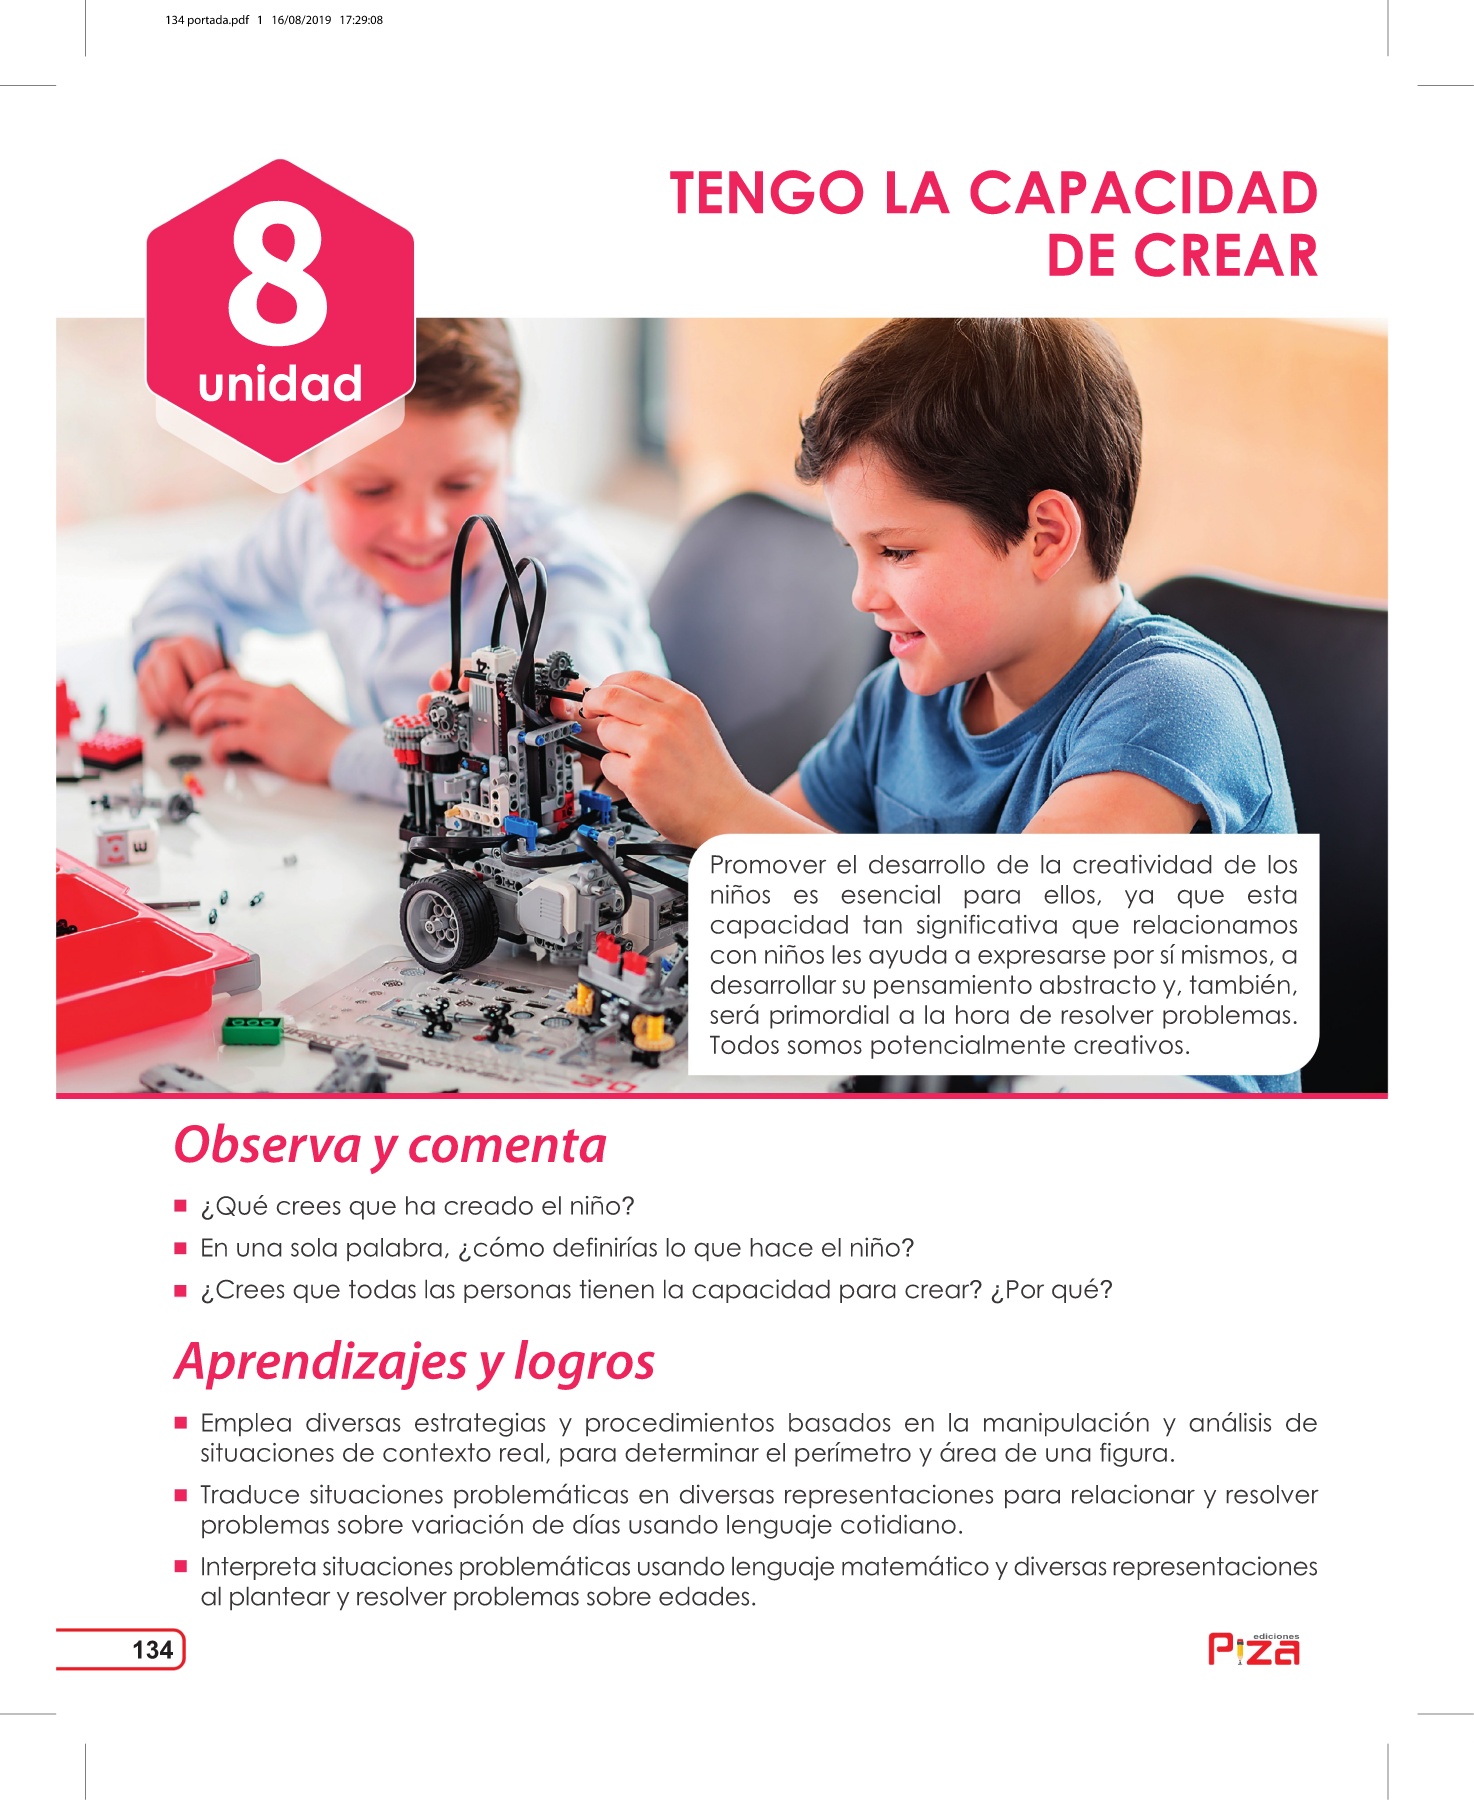 134 portada.pdf   1   16/08/2019   17:29:08
TENGO LA CAPACIDAD
DE CREAR
8
unidad
Promover el desarrollo de la creatividad de los
niños es esencial para ellos, ya que esta
capacidad tan significativa que relacionamos
con niños les ayuda a expresarse por sí mismos, a
desarrollar su pensamiento abstracto y, también,
será primordial a la hora de resolver problemas.
Todos somos potencialmente creativos.
Observa y comenta
■ ¿Qué crees que ha creado el niño?
■ En una sola palabra, ¿cómo definirías lo que hace el niño?
■ ¿Crees que todas las personas tienen la capacidad para crear? ¿Por qué?
Aprendizajes y logros
■ Emplea diversas estrategias y procedimientos basados en la manipulación y análisis de
situaciones de contexto real, para determinar el perímetro y área de una figura.
■ Traduce situaciones problemáticas en diversas representaciones para relacionar y resolver
problemas sobre variación de días usando lenguaje cotidiano.
■ Interpreta situaciones problemáticas usando lenguaje matemático y diversas representaciones
al plantear y resolver problemas sobre edades.
134
ediciones
Piza